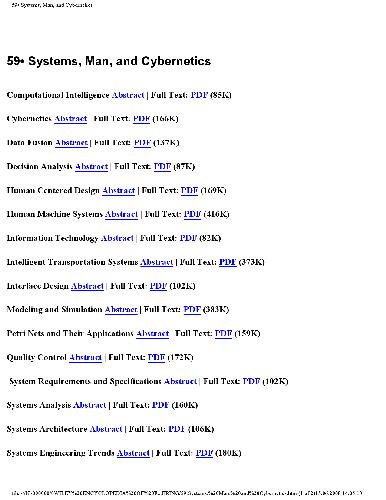 59• Systems, Man, and Cybernetics
59• Systems, Man, and Cybernetics
Computational Intelligence Abstract | Full Text: PDF (85K)
Cybernetics Abstract | Full Text: PDF (166K)
Data Fusion Abstract | Full Text: PDF (137K)
Decision Analysis Abstract | Full Text: PDF (87K)
Human Centered Design Abstract | Full Text: PDF (169K)
Human Machine Systems Abstract | Full Text: PDF (416K)
Information Technology Abstract | Full Text: PDF (82K)
Intelligent Transportation Systems Abstract | Full Text: PDF (373K)
Interface Design Abstract | Full Text: PDF (102K)
Modeling and Simulation Abstract | Full Text: PDF (383K)
Petri Nets and Their Applications Abstract | Full Text: PDF (159K)
Quality Control Abstract | Full Text: PDF (172K)
System Requirements and Specifications Abstract | Full Text: PDF (102K)
Systems Analysis Abstract | Full Text: PDF (160K)
Systems Architecture Abstract | Full Text: PDF (106K)
Systems Engineering Trends Abstract | Full Text: PDF (180K)